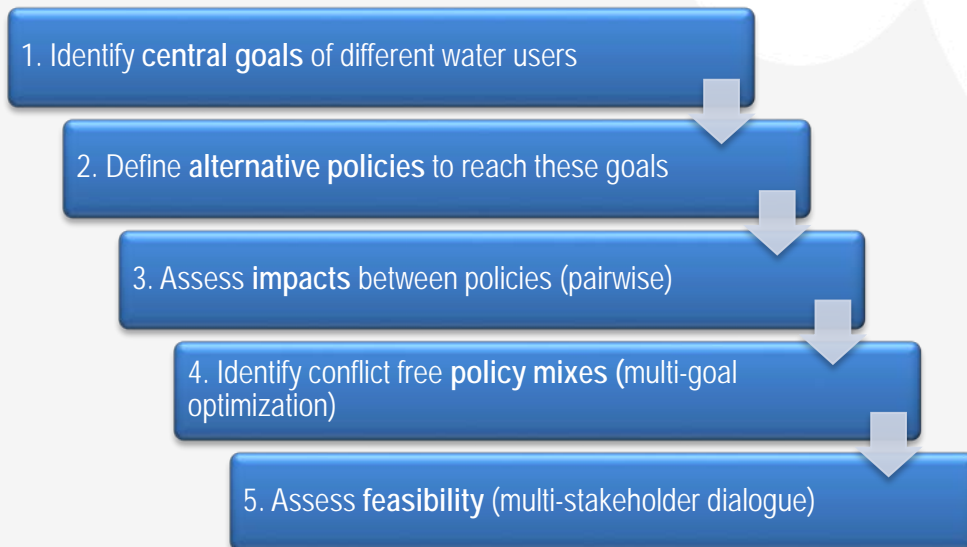 1. Identify central goals of different water users
2. Define alternative policies to reach these goals
3. Assess impacts between policies (pairwise)
4. Identify conflict free policy mixes (multi-goal
optimization)
5. Assess feasibility (multi-stakeholder dialogue)